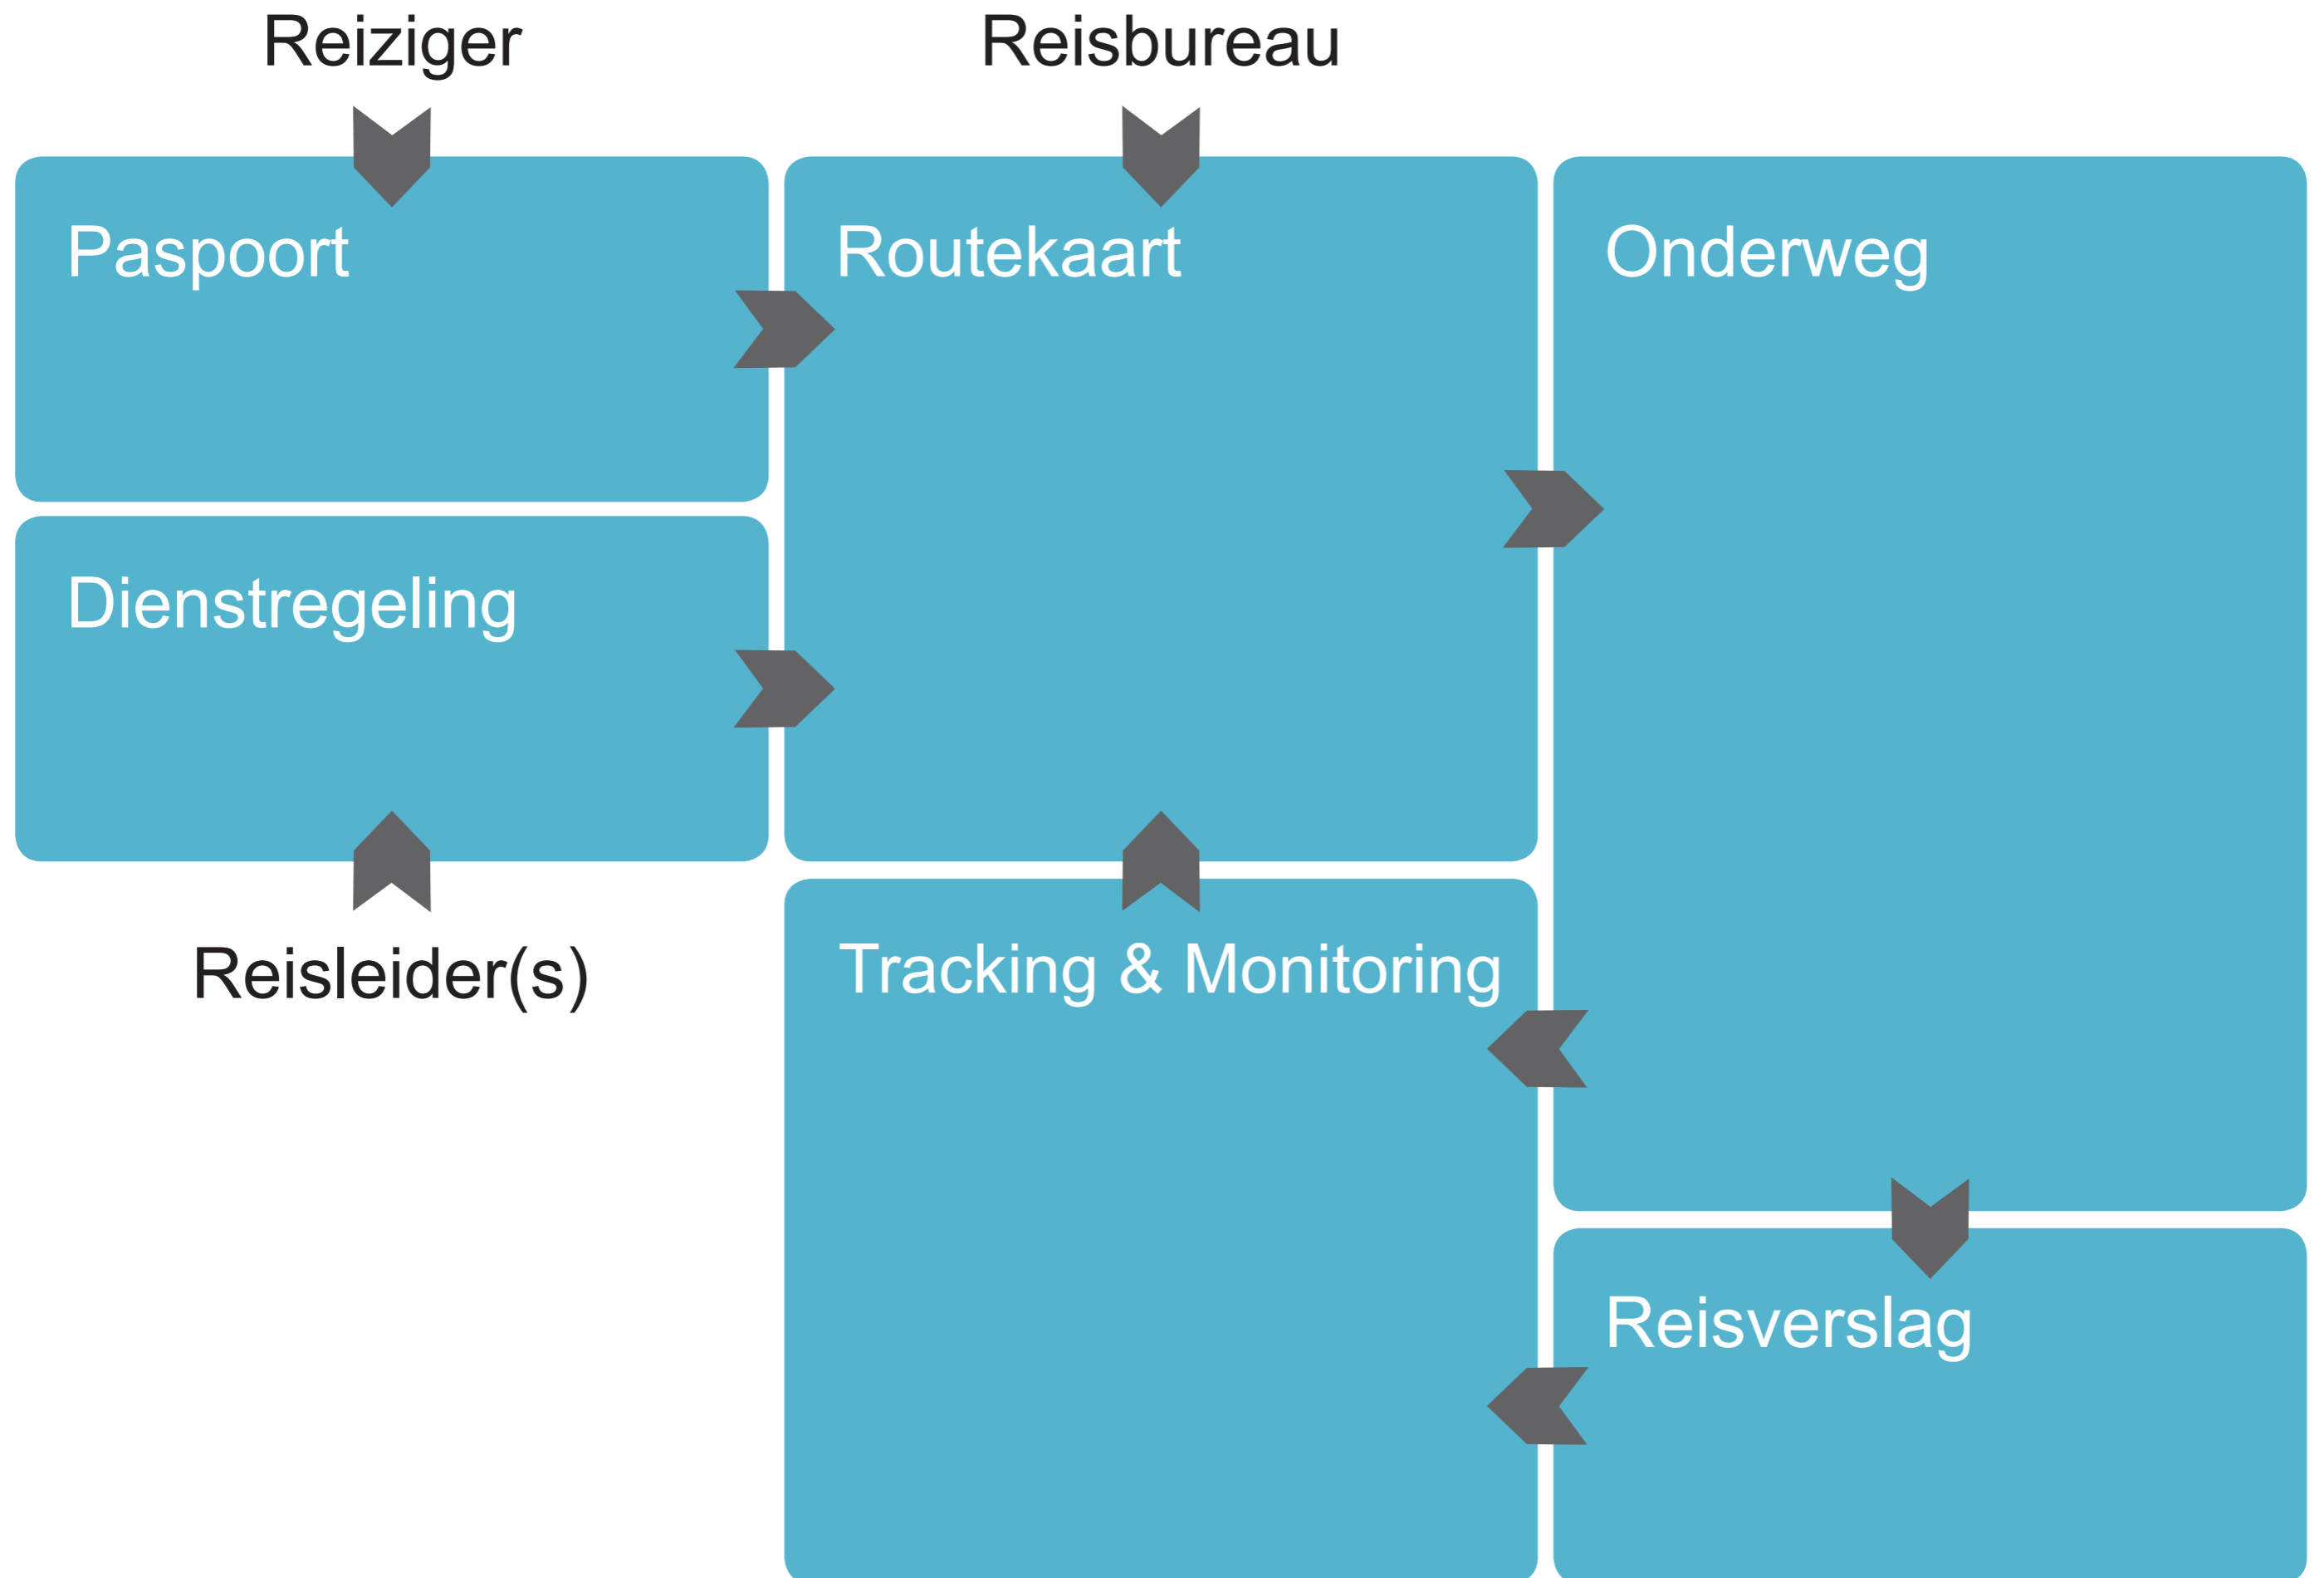 Reiziger
Reisbureau
Paspoort
Routekaart
Onderweg
Dienstregeling
Reisleider(s)
Tracking & Monitoring
Reisverslag